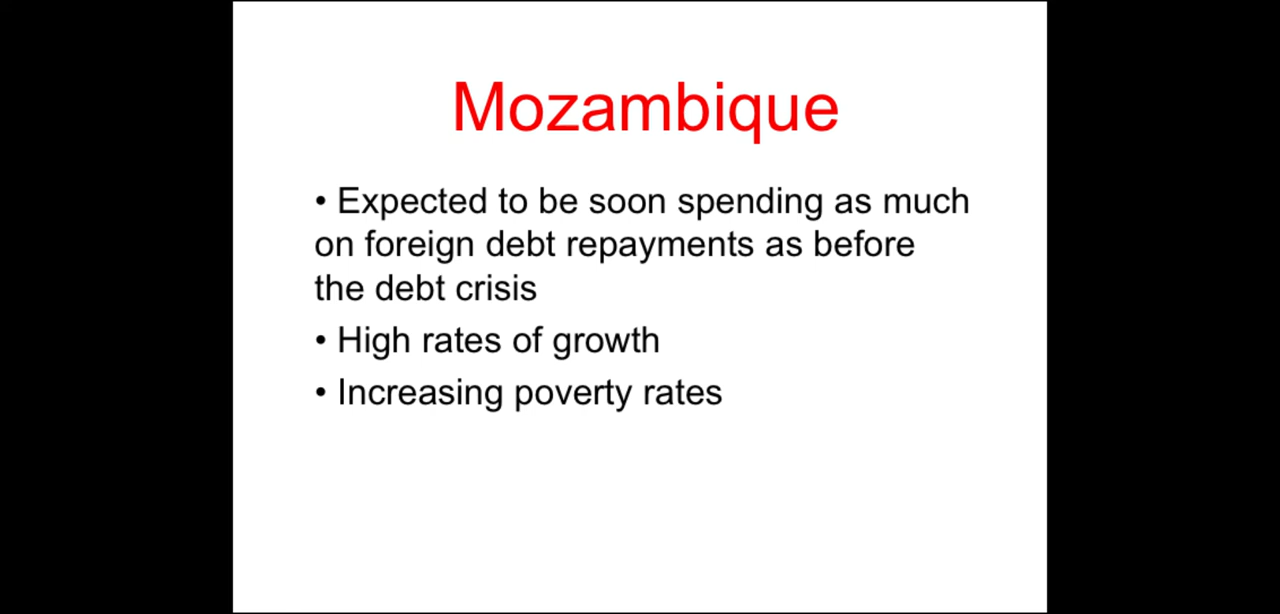 Mozambique
• Expected to be soon spending as much
on foreign debt repayments as before
the debt crisis
• High rates of growth
• Increasing poverty rates